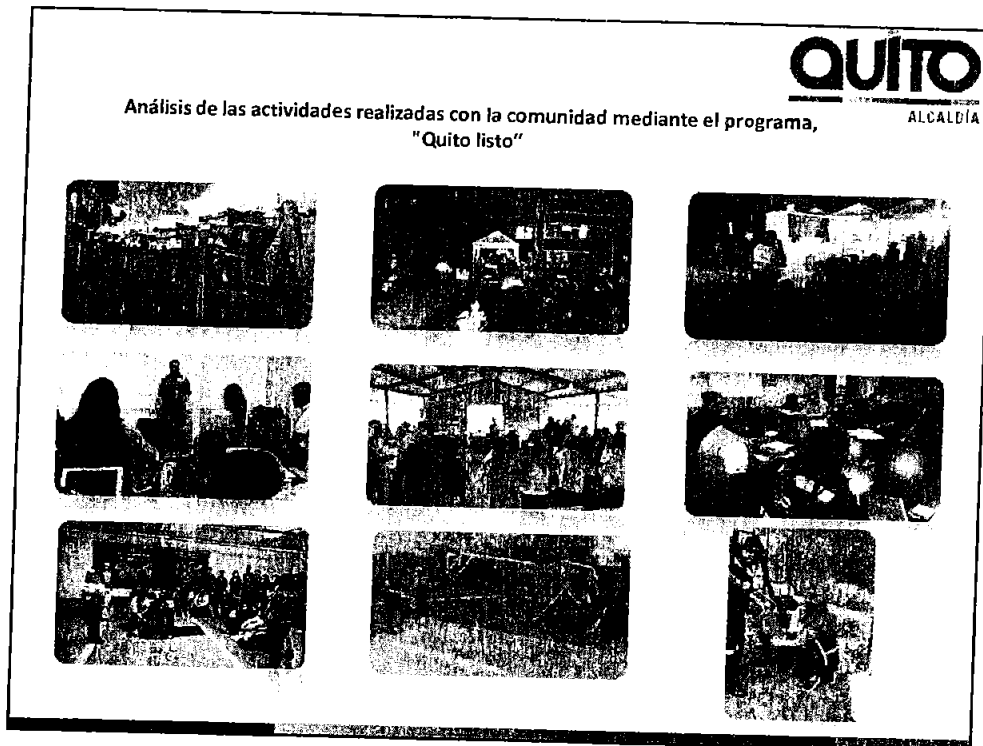 QUITO
ALCALDÍA
Análisis de las actividades realizadas con la comunidad mediante el programa,
"Quito listo"